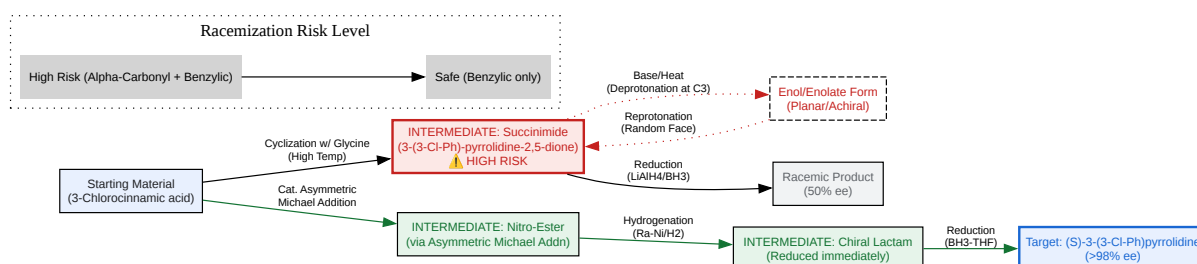 Racemization Risk Level
High Risk (Alpha-Carbonyl + Benzylic)
Safe (Benzylic only)
Base/Heat
(Deprotonation at C3)
Enol/Enolate Form
(Planar/Achiral)
Reprotonation
(Random Face)
Cyclization w/ Glycine
(High Temp)
INTERMEDIATE: Succinimide
(3-(3-Cl-Ph)-pyrrolidine-2,5-dione)
⚠️ HIGH RISK
Reduction
(LiAlH4/BH3)
Racemic Product
(50% ee)
Starting Material
(3-Chlorocinnamic acid)
Cat. Asymmetric
Michael Addition
INTERMEDIATE: Nitro-Ester
(via Asymmetric Michael Addn)
Hydrogenation
(Ra-Ni/H2)
INTERMEDIATE: Chiral Lactam
(Reduced immediately)
Reduction
(BH3-THF)
Target: (S)-3-(3-Cl-Ph)pyrrolidine
(>98% ee)